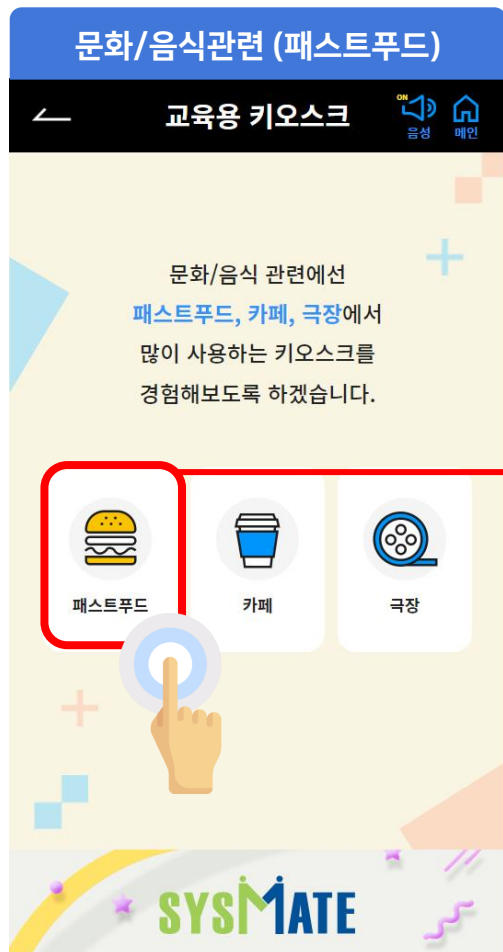 문화/음식관련 (패스트푸드)
교육용 키오스크
ON
음성
메인
문화/음식 관련에선
패스트푸드, 카페, 극장에서
많이 사용하는 키오스크를
경험해보도록 하겠습니다.
패스트푸드
카페
극장
SYSMATE